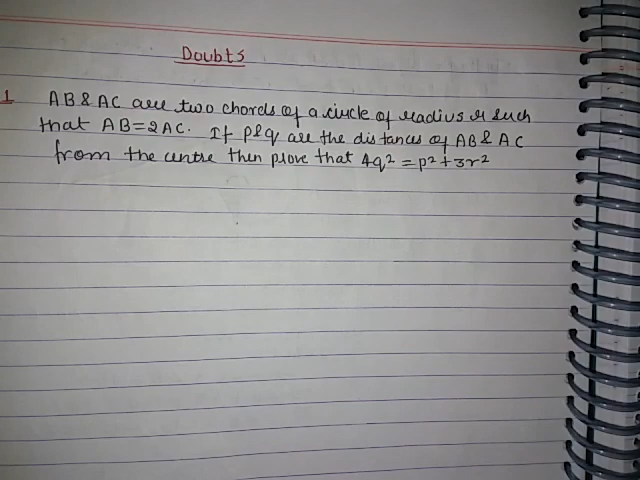 Doubts
1 AB & AC are two chords of a circle of radius r such
that AB = 2AC. If p & q are the distances of AB & AC
from the centre then prove that 4q² = p² + 3r²